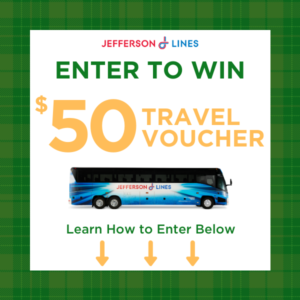 JEFFERSON LINES
ENTER TO WIN
$50 TRAVEL
VOUCHER
JEFFERSON LINES
Learn How to Enter Below